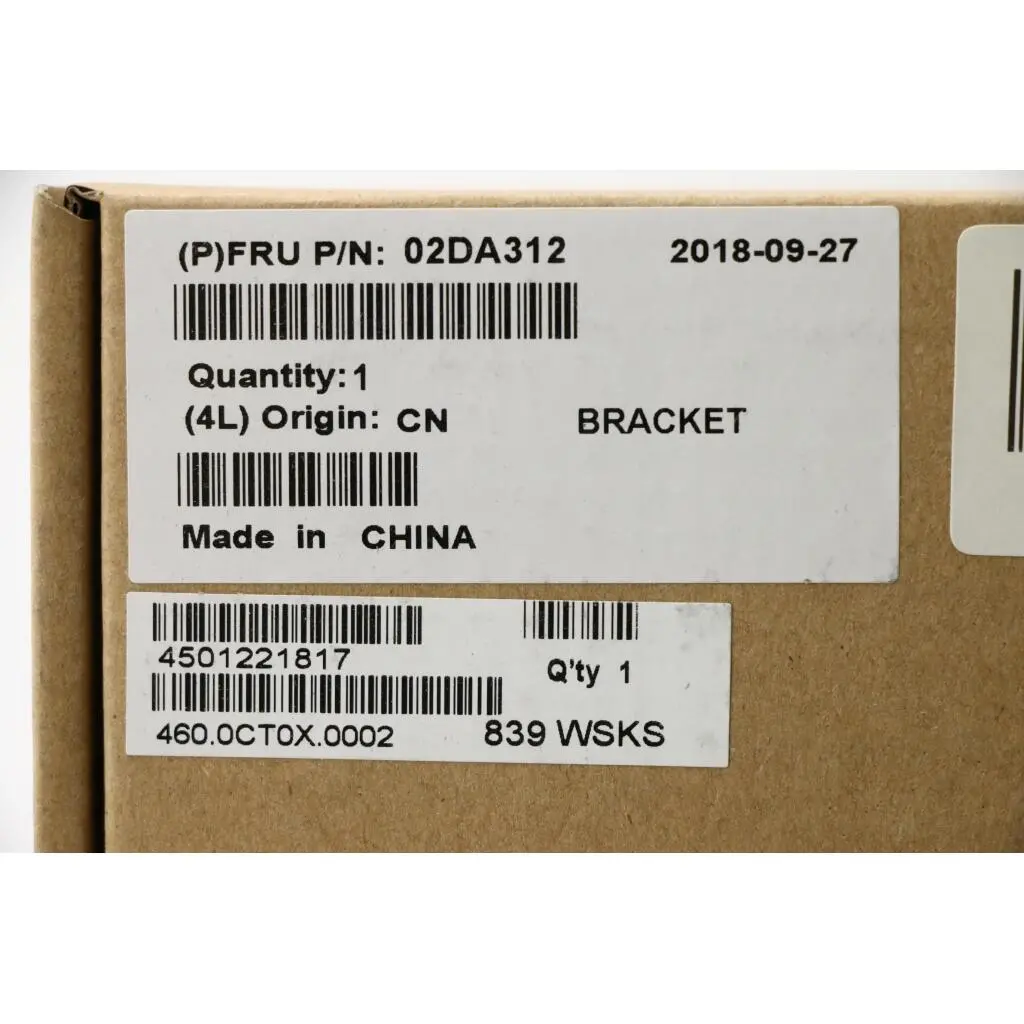 (P)FRU P/N: 02DA312 2018-09-27
Quantity: 1
(4L) Origin: CN BRACKET
Made in CHINA
4501221817
Q'ty 1
460.0CT0X.0002 839 WSKS